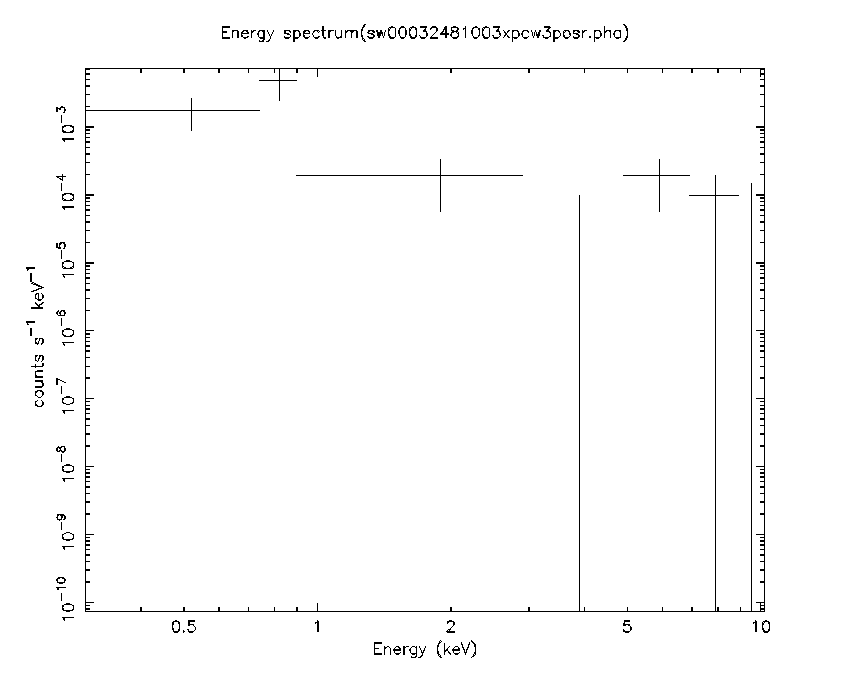 Energy spectrum(sw00032481003xpcw3posr.pha)
10⁻³
10⁻⁴
10⁻⁵
10⁻⁶
10⁻⁷
10⁻⁸
10⁻⁹
10⁻¹⁰
counts s⁻¹ keV⁻¹
0.5 1 2 5 10
Energy (keV)